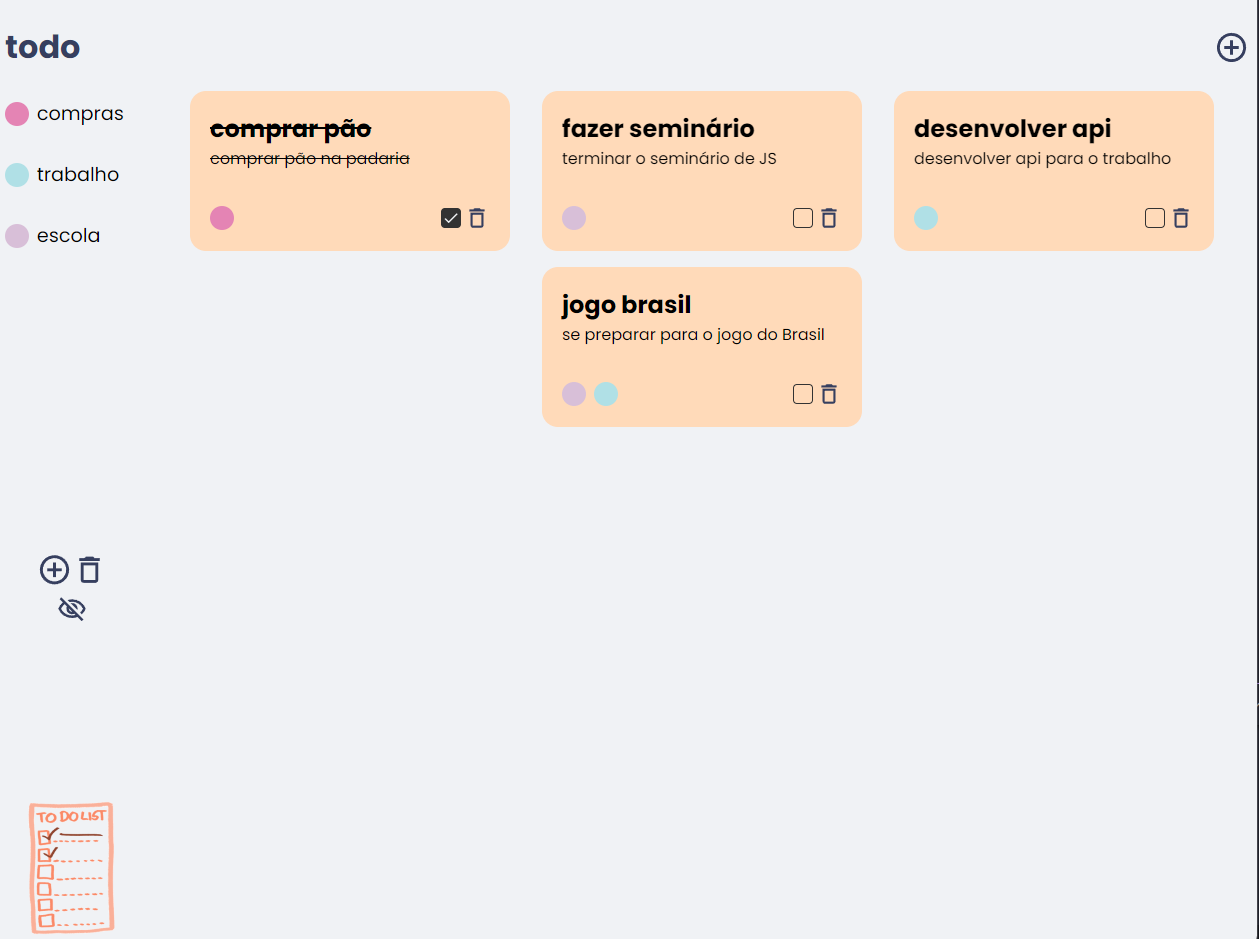 todo
compras
trabalho
escola
comprar pão
comprar pão na padaria
fazer seminário
terminar o seminário de JS
desenvolver api
desenvolver api para o trabalho
jogo brasil
se preparar para o jogo do Brasil
TO DO LIST